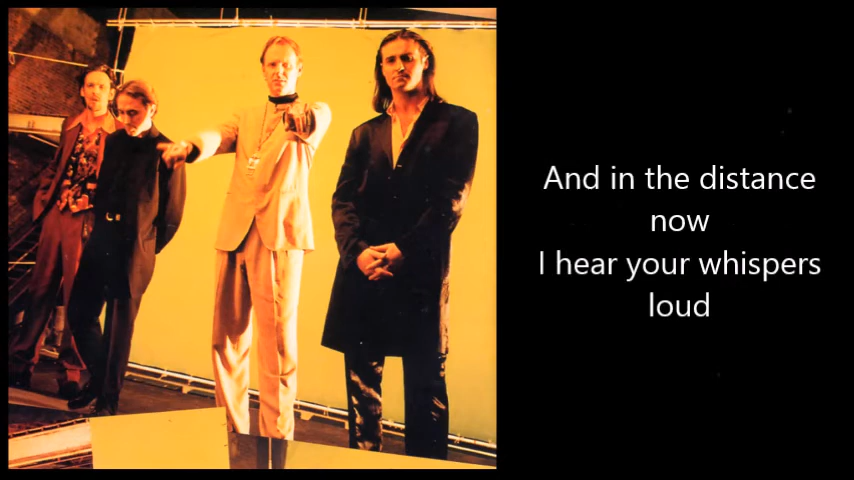 And in the distance
now
I hear your whispers
loud